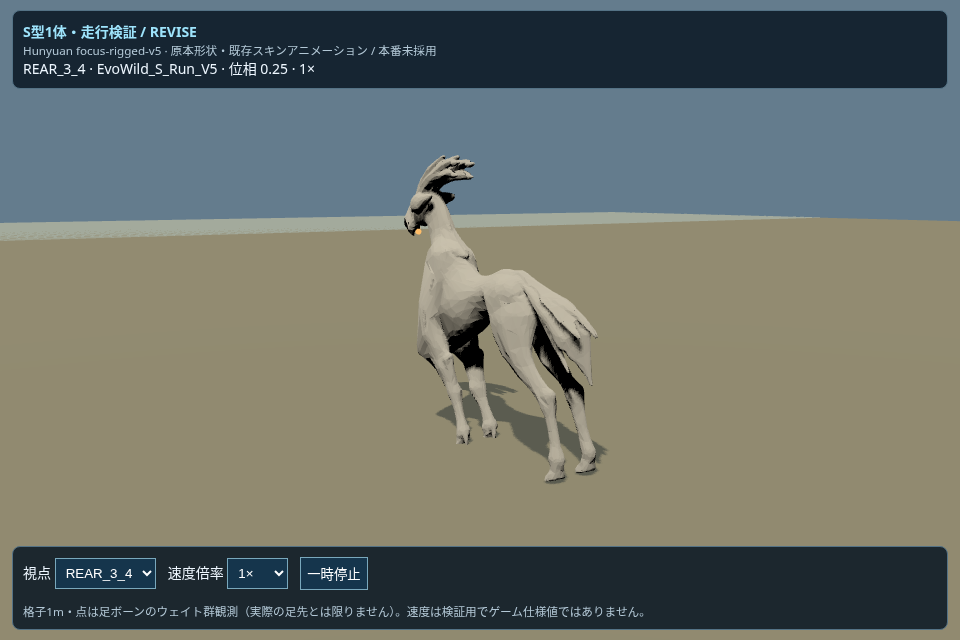 S型1体・走行検証 / REVISE
Hunyuan focus-rigged-v5 · 原本形状・既存スキンアニメーション / 本番未採用
REAR_3_4 · EvoWild_S_Run_V5 · 位相 0.25 · 1×
視点 REAR_3_4 速度倍率 1× 一時停止
格子1m・点は足ボーンのウェイト群観測（実際の足先とは限りません）。速度は検証用でゲーム仕様値ではありません。